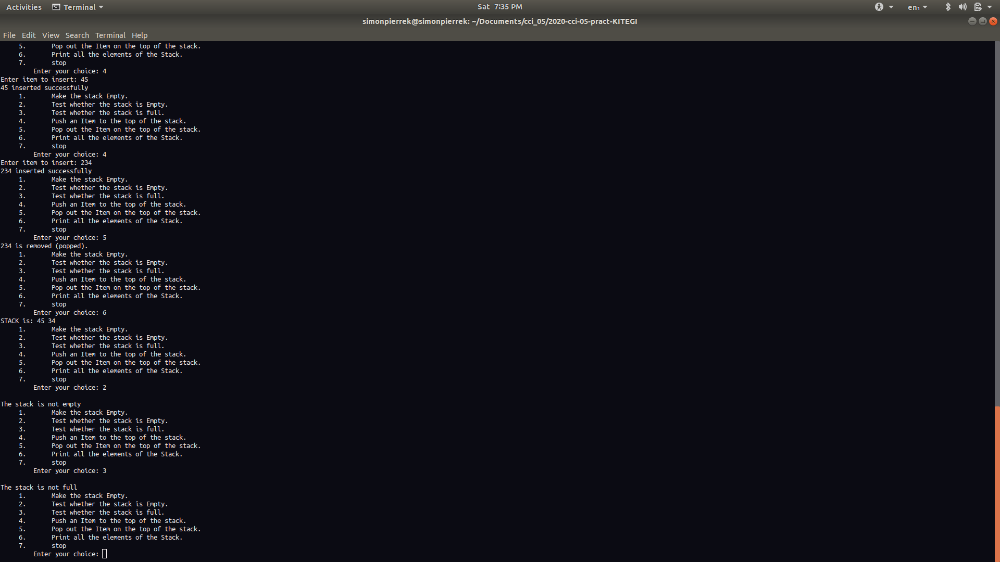 Activities Terminal Sat 7:35 PM en₁
simonpierrek@simonpierrek: ~/Documents/cci_05/2020-cci-05-pract-KITEGI
File Edit View Search Terminal Help
5. Pop out the Item on the top of the stack.
6. Print all the elements of the Stack.
7. stop
Enter your choice: 4
Enter item to insert: 45
45 inserted successfully
1. Make the stack Empty.
2. Test whether the stack is Empty.
3. Test whether the stack is full.
4. Push an Item to the top of the stack.
5. Pop out the Item on the top of the stack.
6. Print all the elements of the Stack.
7. stop
Enter your choice: 4
Enter item to insert: 234
234 inserted successfully
1. Make the stack Empty.
2. Test whether the stack is Empty.
3. Test whether the stack is full.
4. Push an Item to the top of the stack.
5. Pop out the Item on the top of the stack.
6. Print all the elements of the Stack.
7. stop
Enter your choice: 5
234 is removed (popped).
1. Make the stack Empty.
2. Test whether the stack is Empty.
3. Test whether the stack is full.
4. Push an Item to the top of the stack.
5. Pop out the Item on the top of the stack.
6. Print all the elements of the Stack.
7. stop
Enter your choice: 6
STACK is: 45 34
1. Make the stack Empty.
2. Test whether the stack is Empty.
3. Test whether the stack is full.
4. Push an Item to the top of the stack.
5. Pop out the Item on the top of the stack.
6. Print all the elements of the Stack.
7. stop
Enter your choice: 2
The stack is not empty
1. Make the stack Empty.
2. Test whether the stack is Empty.
3. Test whether the stack is full.
4. Push an Item to the top of the stack.
5. Pop out the Item on the top of the stack.
6. Print all the elements of the Stack.
7. stop
Enter your choice: 3
The stack is not full
1. Make the stack Empty.
2. Test whether the stack is Empty.
3. Test whether the stack is full.
4. Push an Item to the top of the stack.
5. Pop out the Item on the top of the stack.
6. Print all the elements of the Stack.
7. stop
Enter your choice: